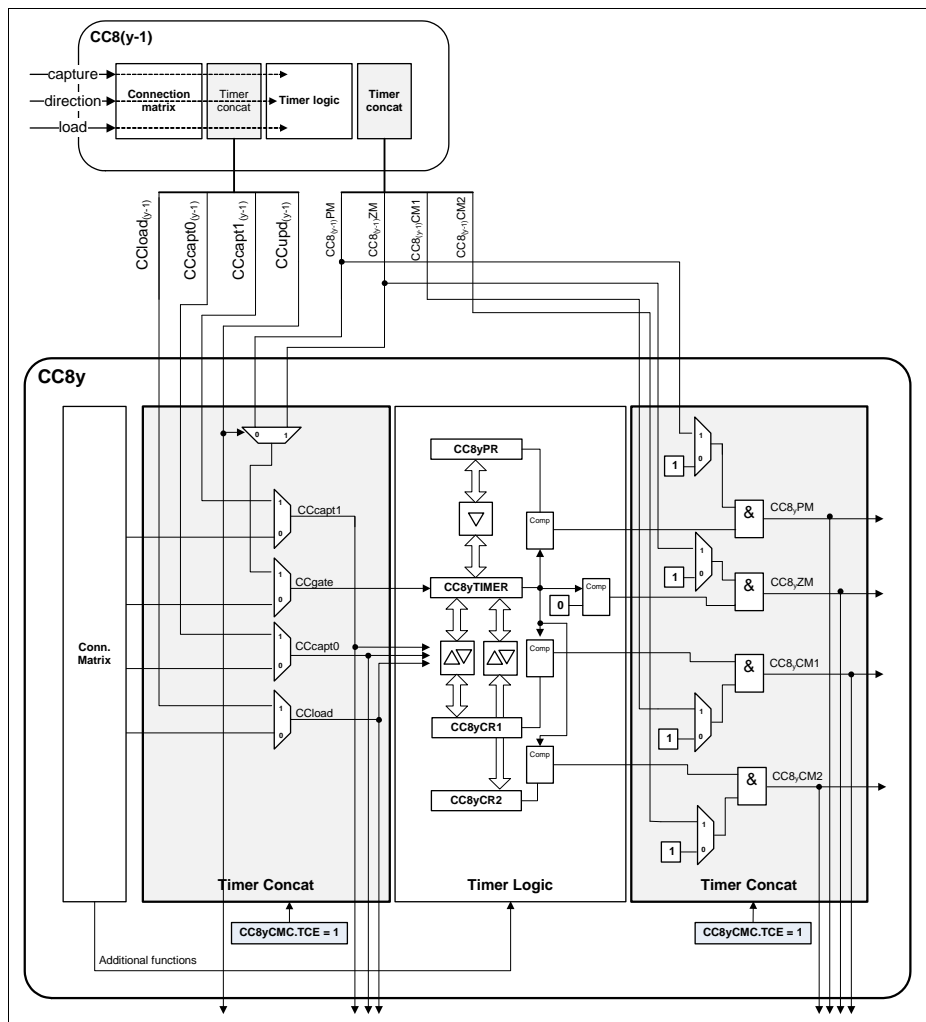 CC8(y-1)
capture
direction
load
Connection
matrix
Timer
concat
Timer logic
Timer
concat
CCload(y-1)
CCcapt0(y-1)
CCcapt1(y-1)
CCupd(y-1)
CC8(y-1)PM
CC8(y-1)ZM
CC8(y-1)CM1
CC8(y-1)CM2
CC8y
Conn.
Matrix
0 1
1
0
CCcapt1
1
0
CCgate
1
0
CCcapt0
1
0
CCload
Timer Concat
CC8yCMC.TCE = 1
CC8yPR
CC8yTIMER
CC8yCR1
CC8yCR2
Comp
0
Comp
Comp
Comp
Timer Logic
1
0
1
&
CC8yPM
1
0
1
&
CC8yZM
&
CC8yCM1
1
0
1
&
CC8yCM2
1
0
1
Timer Concat
CC8yCMC.TCE = 1
Additional functions